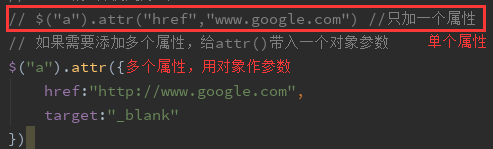 // $("a").attr("href","www.google.com") //只加一个属性
// 如果需要添加多个属性，给attr()带入一个对象参数 单个属性
$("a").attr({多个属性，用对象作参数
href:"http://www.google.com",
target:"_blank"
})